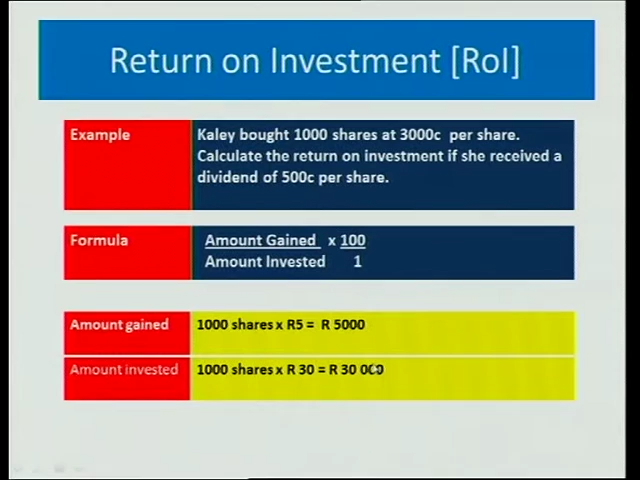 Return on Investment [RoI]
Example
Kaley bought 1000 shares at 3000c per share.
Calculate the return on investment if she received a
dividend of 500c per share.
Formula
Amount Gained x 100
Amount Invested 1
Amount gained
1000 shares x R5 = R 5000
Amount invested
1000 shares x R 30 = R 30 000